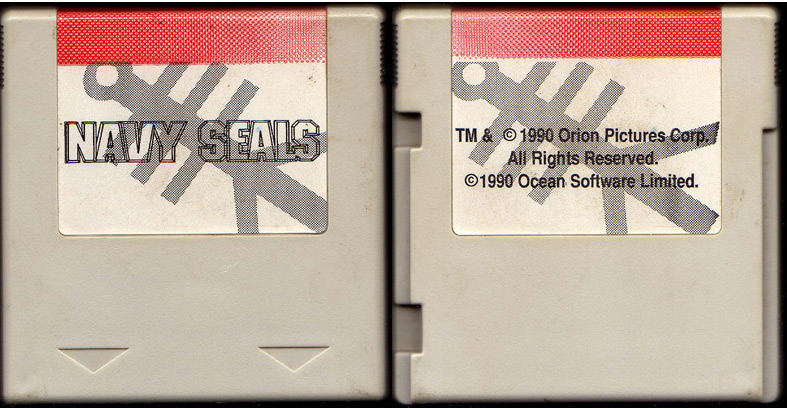 NAVY SEALS
TM & © 1990 Orion Pictures Corp.
All Rights Reserved.
©1990 Ocean Software Limited.